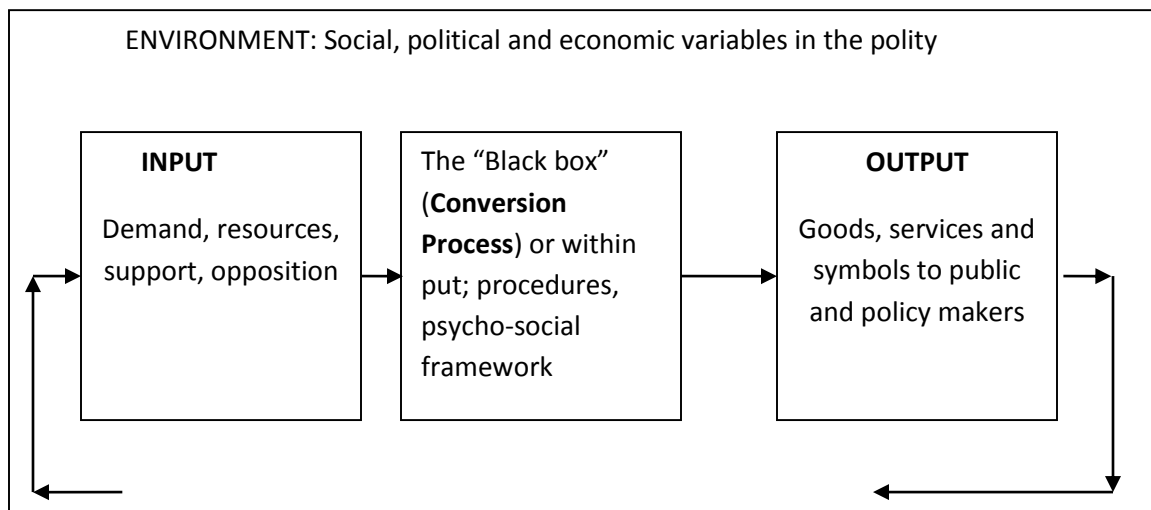 ENVIRONMENT: Social, political and economic variables in the polity
INPUT
Demand, resources,
support, opposition
The “Black box”
(Conversion
Process) or within
put; procedures,
psycho-social
framework
OUTPUT
Goods, services and
symbols to public
and policy makers